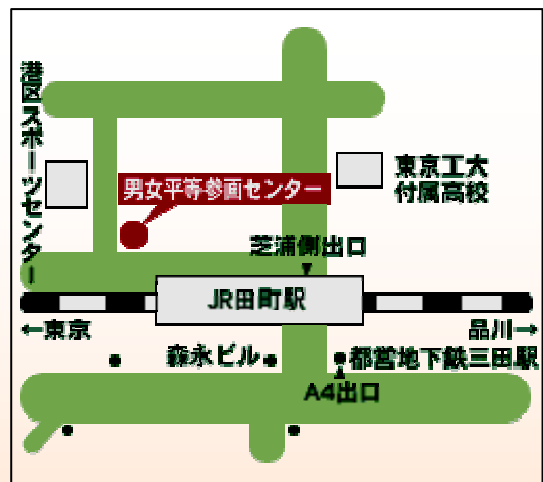 港区スポーツセンター
男女平等参画センター
東京工大
付属高校
芝浦側出口
JR田町駅
←東京
品川→
森永ビル
都営地下鉄三田駅
A4出口